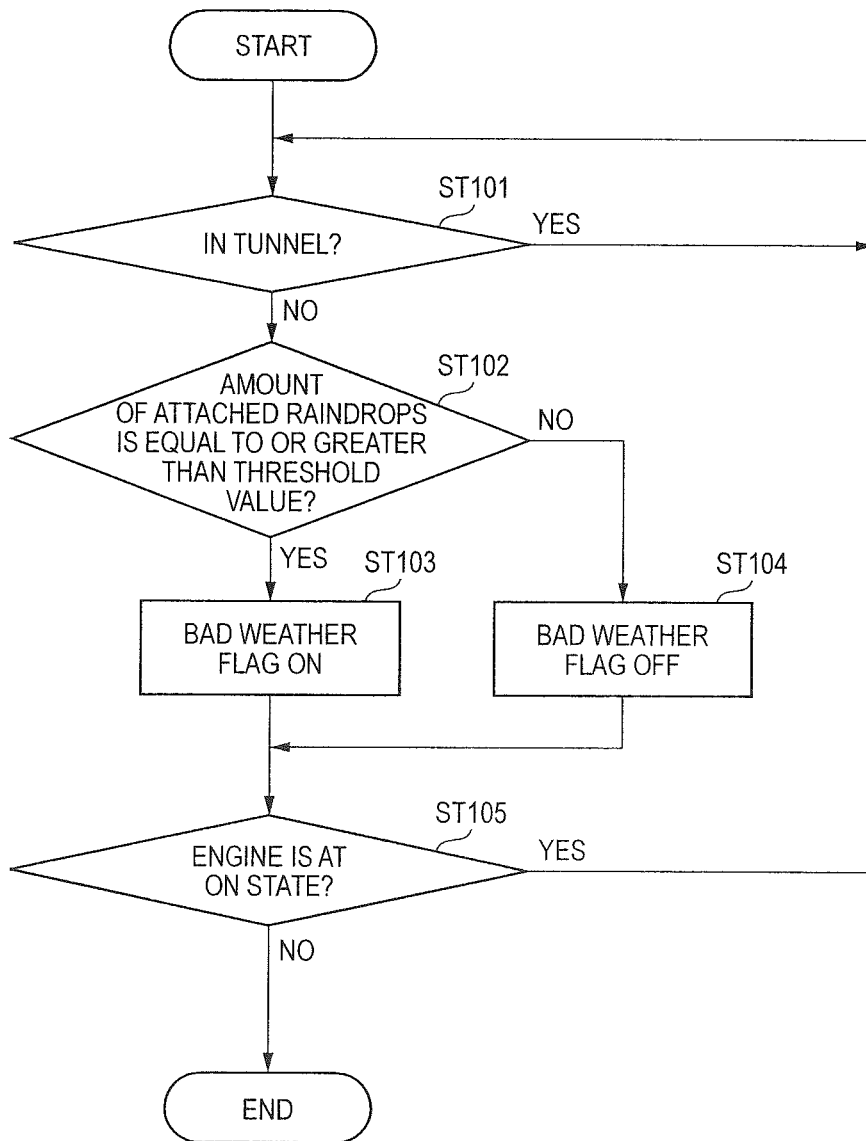 START
ST101
IN TUNNEL?
YES
NO
ST102
AMOUNT
OF ATTACHED RAINDROPS
IS EQUAL TO OR GREATER
THAN THRESHOLD
VALUE?
NO
YES
ST103
ST104
BAD WEATHER
FLAG ON
BAD WEATHER
FLAG OFF
ST105
ENGINE IS AT
ON STATE?
YES
NO
END